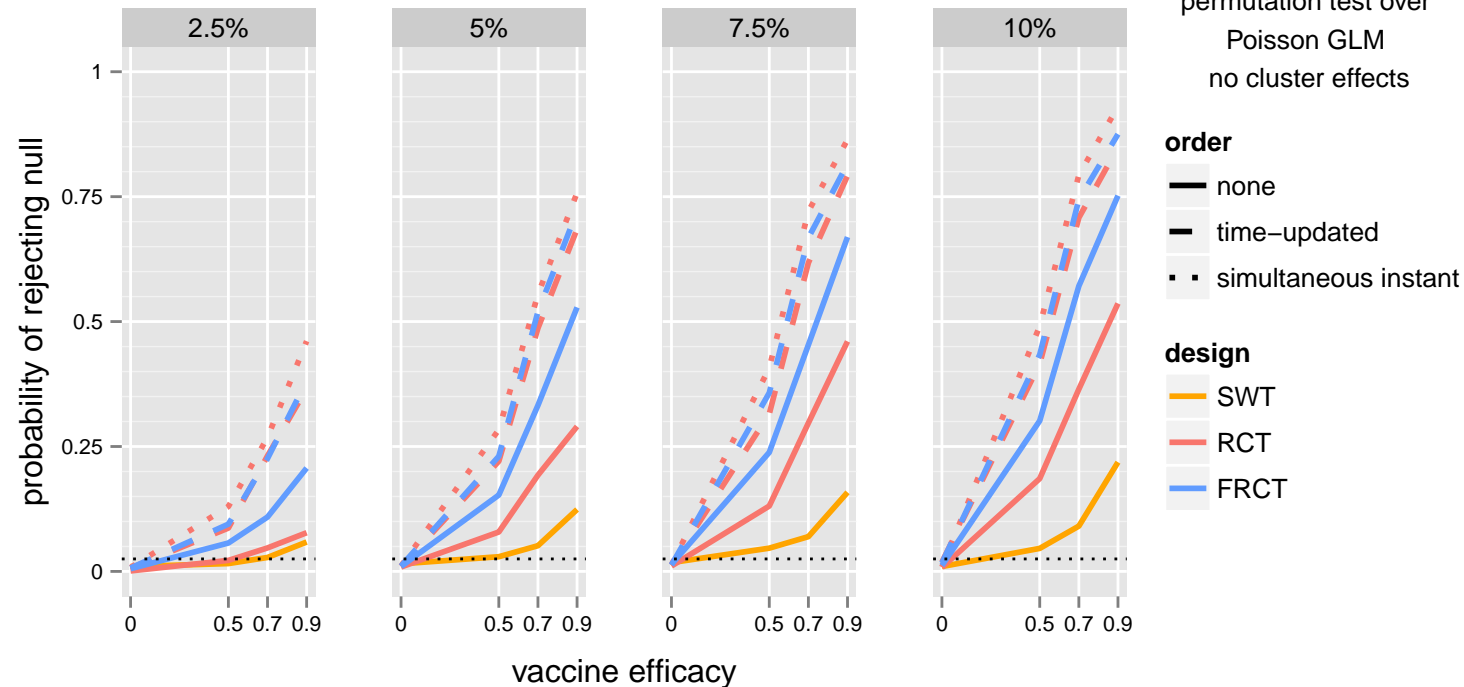 permutation test over
Poisson GLM
no cluster effects
2.5%
5%
7.5%
10%
probability of rejecting null
1
0.75
0.5
0.25
0
0 0.5 0.7 0.9
0 0.5 0.7 0.9
0 0.5 0.7 0.9
0 0.5 0.7 0.9
vaccine efficacy
order
none
time−updated
simultaneous instant
design
SWT
RCT
FRCT